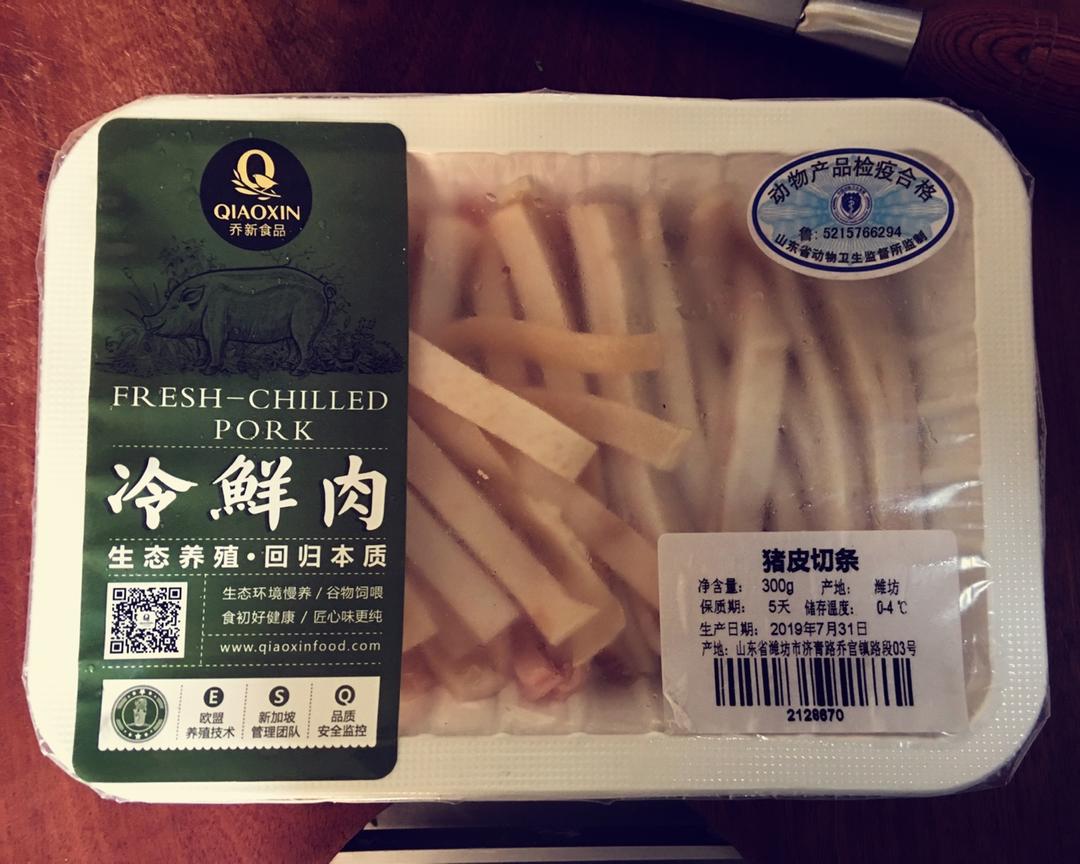 QIAOXIN
乔新食品
FRESH-CHILLED
PORK
冷鲜肉
生态养殖·回归本质
生态环境慢养 / 谷物饲喂
食初好健康 / 匠心味更纯
www.qiaoxinfood.com
E S Q
欧盟 新加坡 品质
养殖技术 管理团队 安全监控
动物产品检疫合格
鲁: 5215766294
山东省动物卫生监督所监制
猪皮切条
净含量: 300g 产地: 潍坊
保质期: 5天 储存温度: 0-4℃
生产日期: 2019年7月31日
产地: 山东省潍坊市济青路乔官镇路段03号
2128670